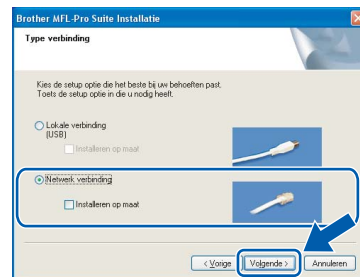 Brother MFL-Pro Suite Installatie
Type verbinding
Kies de setup optie die het beste bij uw behoeften past.
Toets de setup optie in die u nodig heeft.
Lokale verbinding
(USB)
Installeren op maat
Netwerk verbinding
Installeren op maat
< Vorige
Volgende >
Annuleren